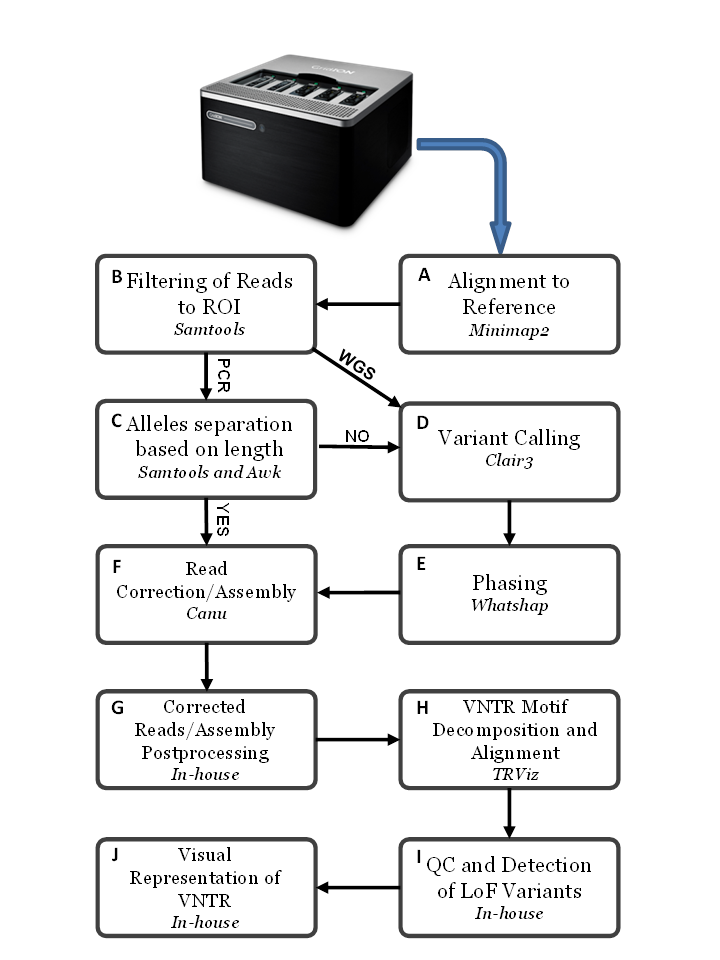 GridION
B Filtering of Reads
to ROI
Samtools
A Alignment to
Reference
Minimap2
PCR
WGS
C Alleles separation
based on length
Samtools and Awk
NO
D Variant Calling
Clair3
YES
F Read
Correction/Assembly
Canu
E Phasing
Whatshap
G Corrected
Reads/Assembly
Postprocessing
In-house
H VNTR Motif
Decomposition and
Alignment
TRViz
J Visual
Representation of
VNTR
In-house
I QC and Detection
of LoF Variants
In-house